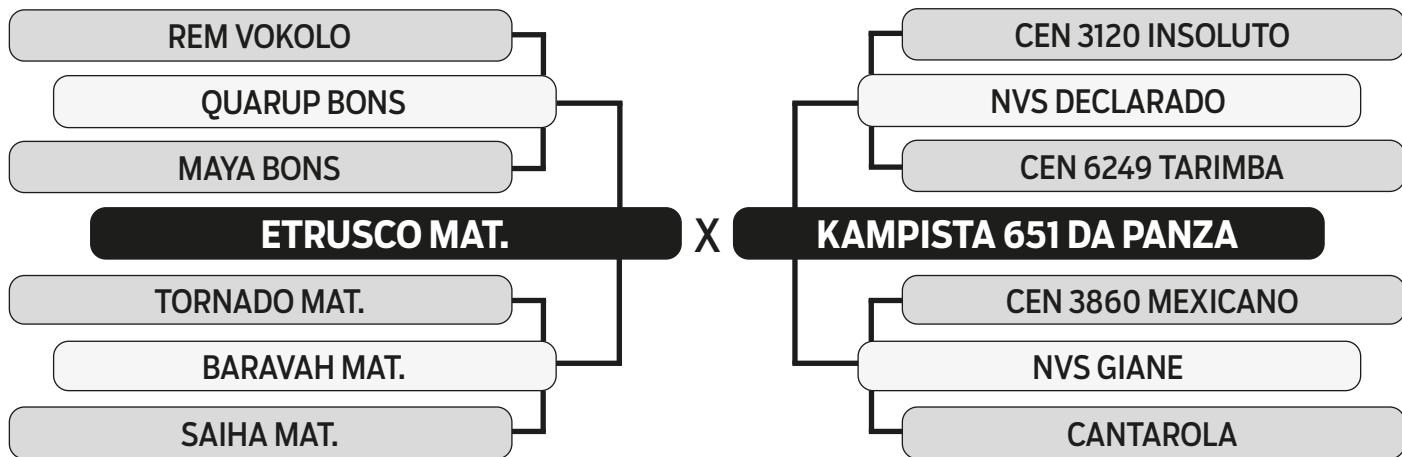 REM VOKOLO
QUARUP BONS
MAYA BONS
ETRUSCO MAT.
TORNADO MAT.
BARAVAH MAT.
SAIHA MAT.
X
CEN 3120 INSOLUTO
NVS DECLARADO
CEN 6249 TARIMBA
KAMPISTA 651 DA PANZA
CEN 3860 MEXICANO
NVS GIANE
CANTAROLA